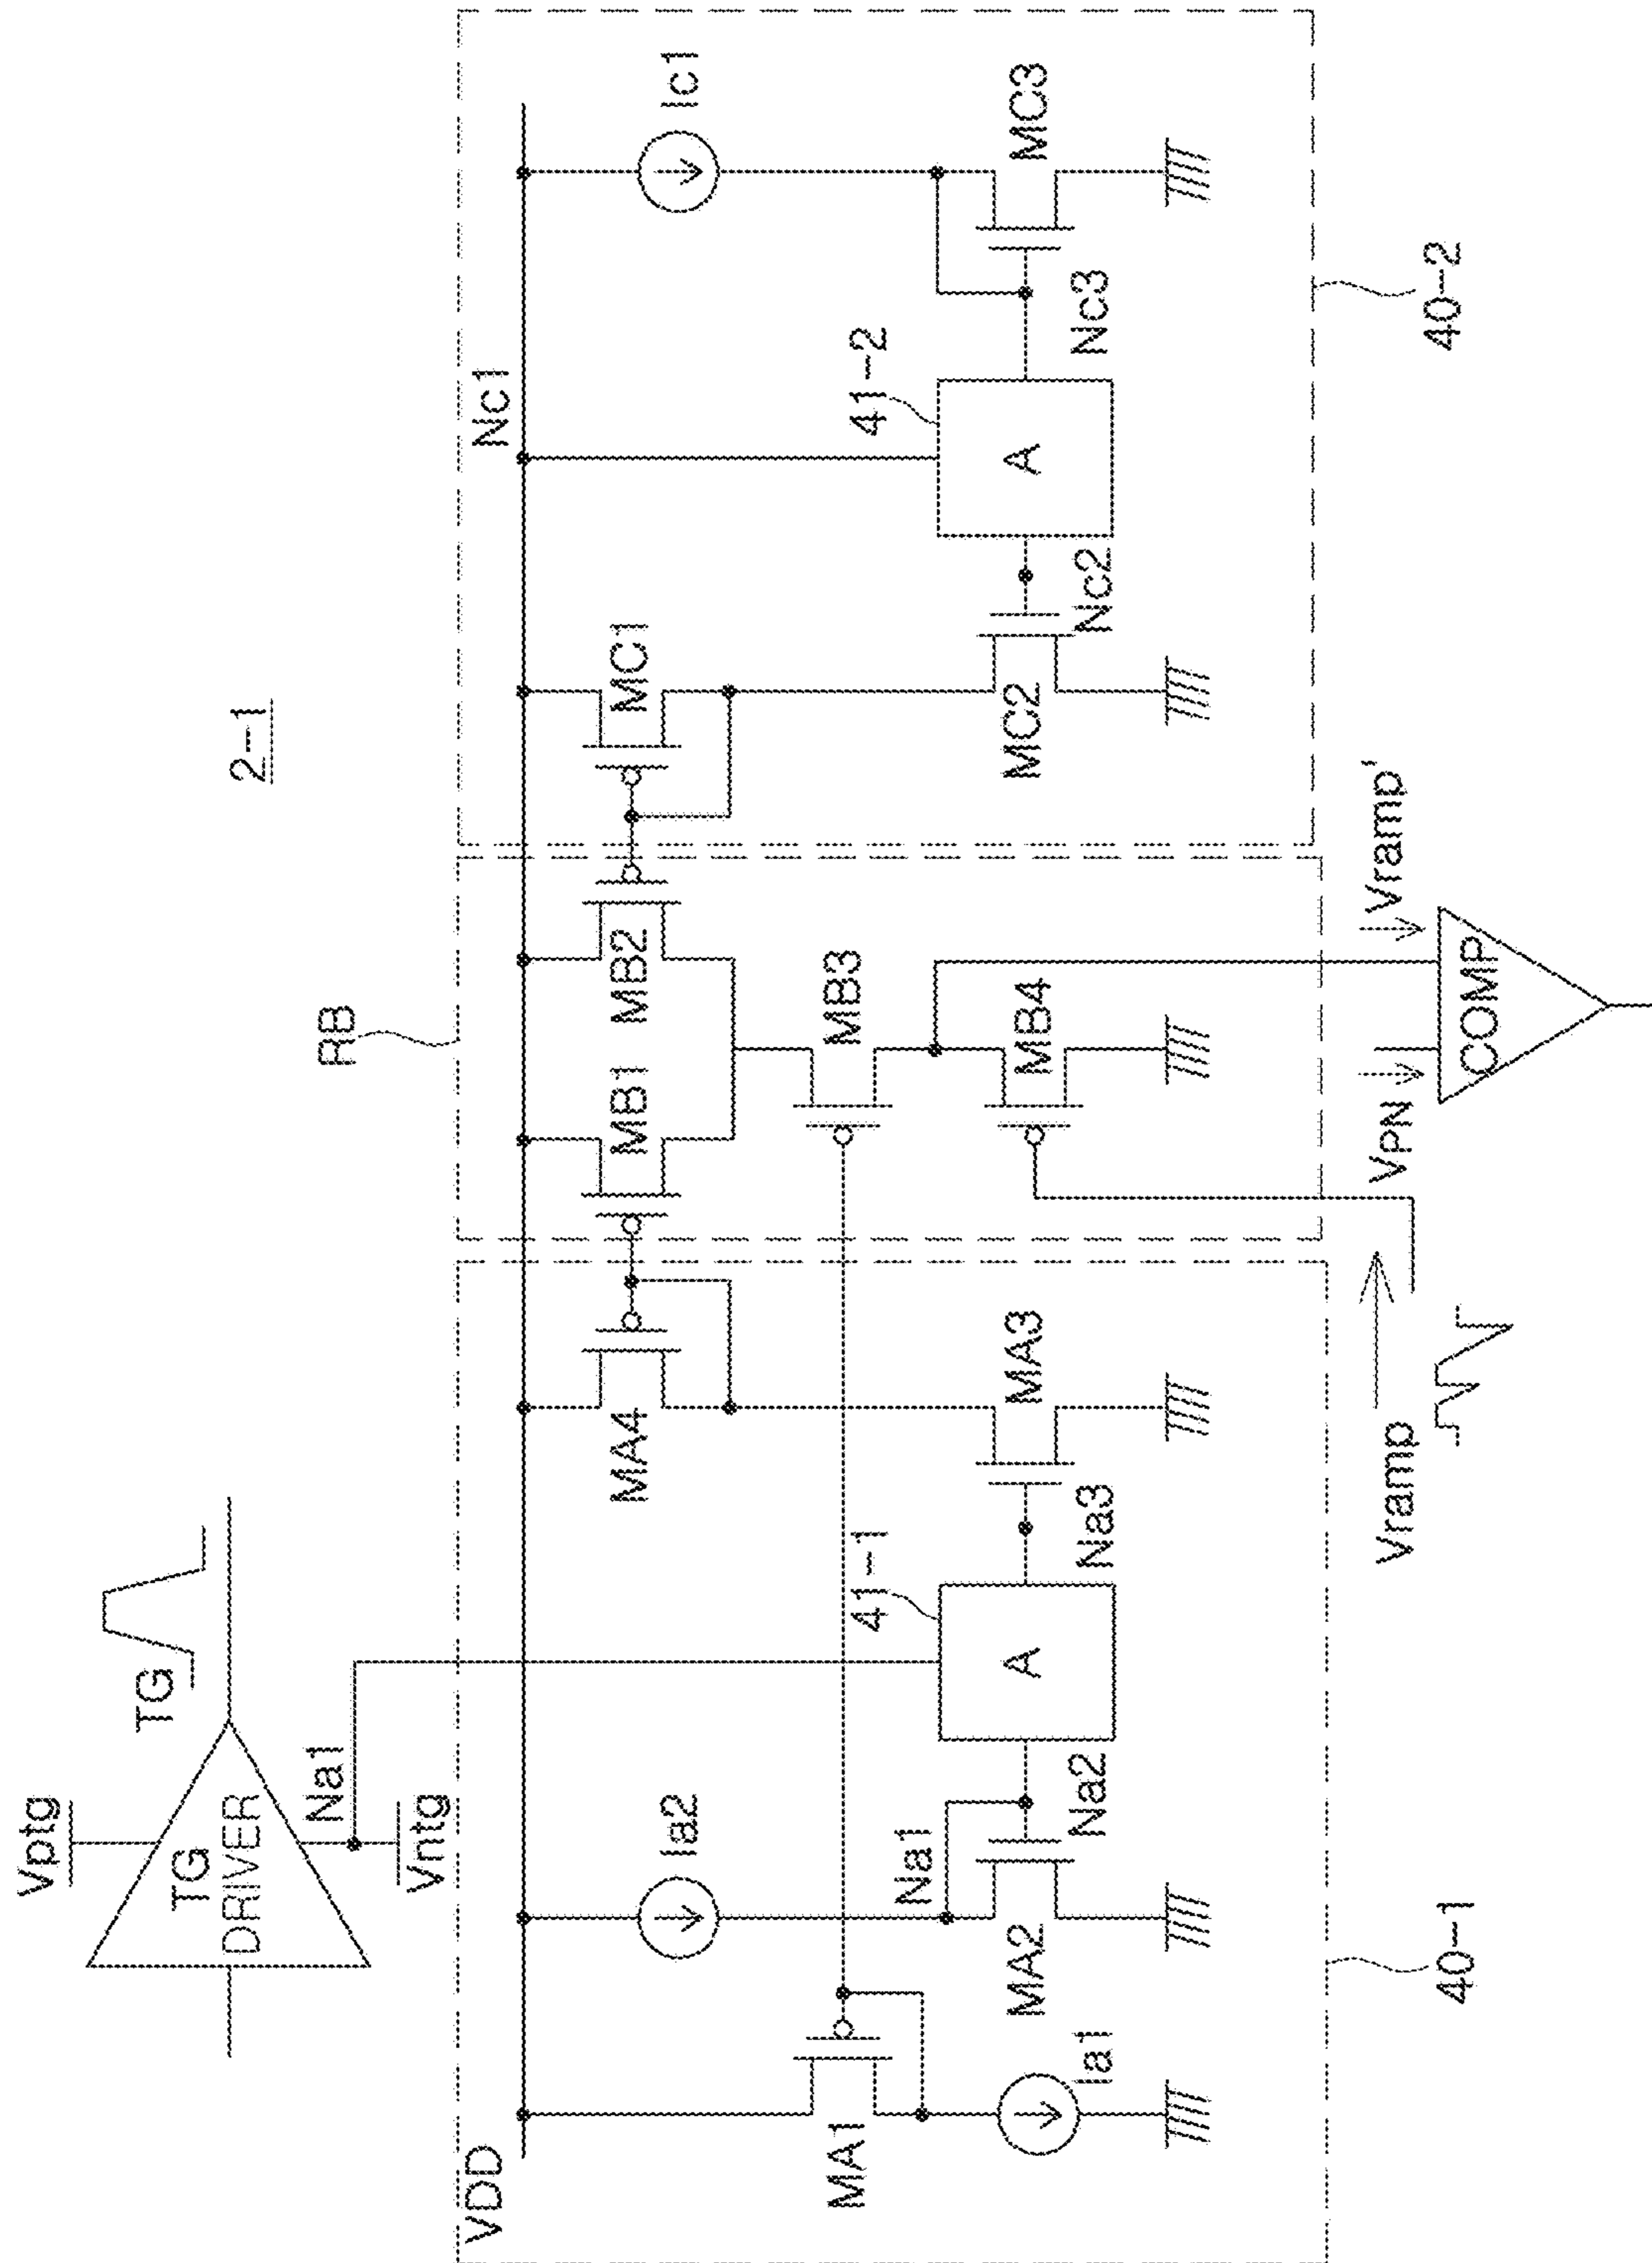 2-1
Vptg
TG
DRIVER
TG
Na1
Vntg
RB
VDD
Nc1
Ia2
MA4
MB1
MB2
MC1
Ic1
MA1
Na1
41-1
MB3
41-2
Ia1
MA2
Na2
A
Na3
MA3
MB4
MC2
Nc2
A
Nc3
MC3
40-1
Vramp
VPN
Vramp'
40-2
COMP